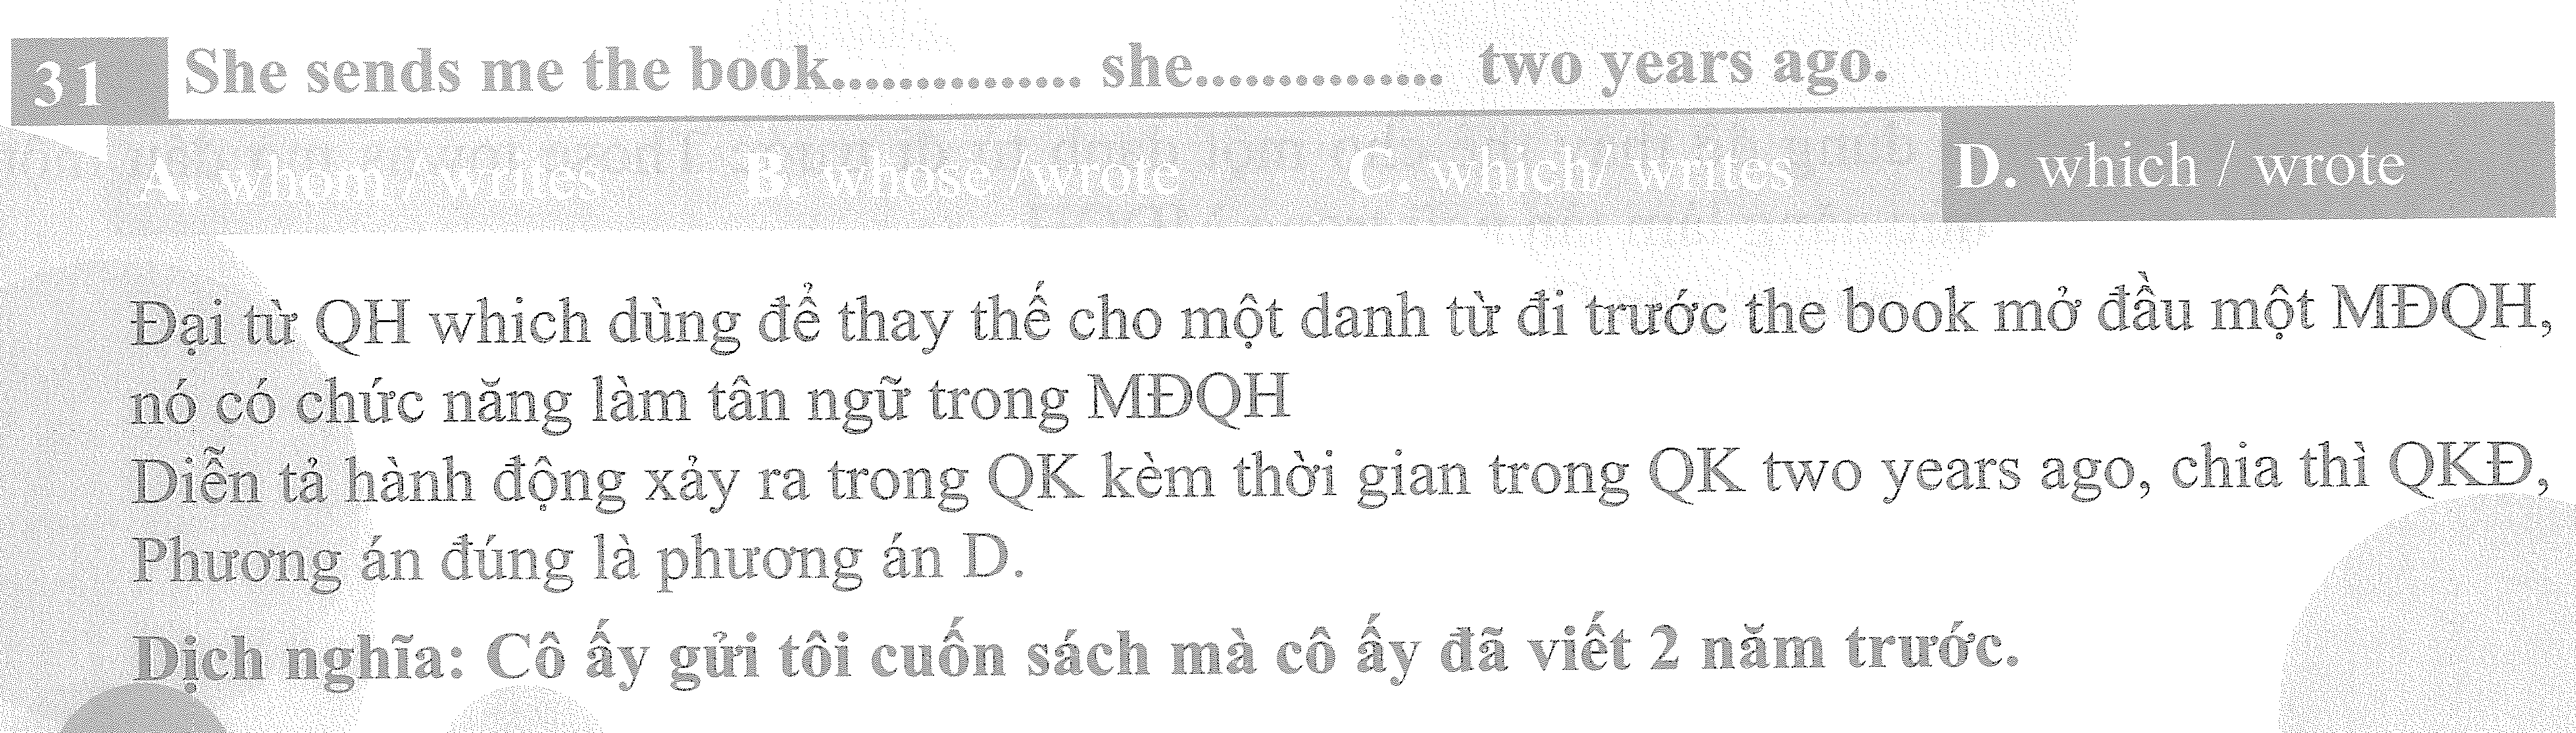 31 She sends me the book............... she............... two years ago.
A. whom / writes B. whose /wrote C. which/ writes D. which / wrote
Đại từ QH which dùng để thay thế cho một danh từ đi trước the book mở đầu một MĐQH,
nó có chức năng làm tân ngữ trong MĐQH
Diễn tả hành động xảy ra trong QK kèm thời gian trong QK two years ago, chia thì QKĐ,
Phương án đúng là phương án D.
Dịch nghĩa: Cô ấy gửi tôi cuốn sách mà cô ấy đã viết 2 năm trước.